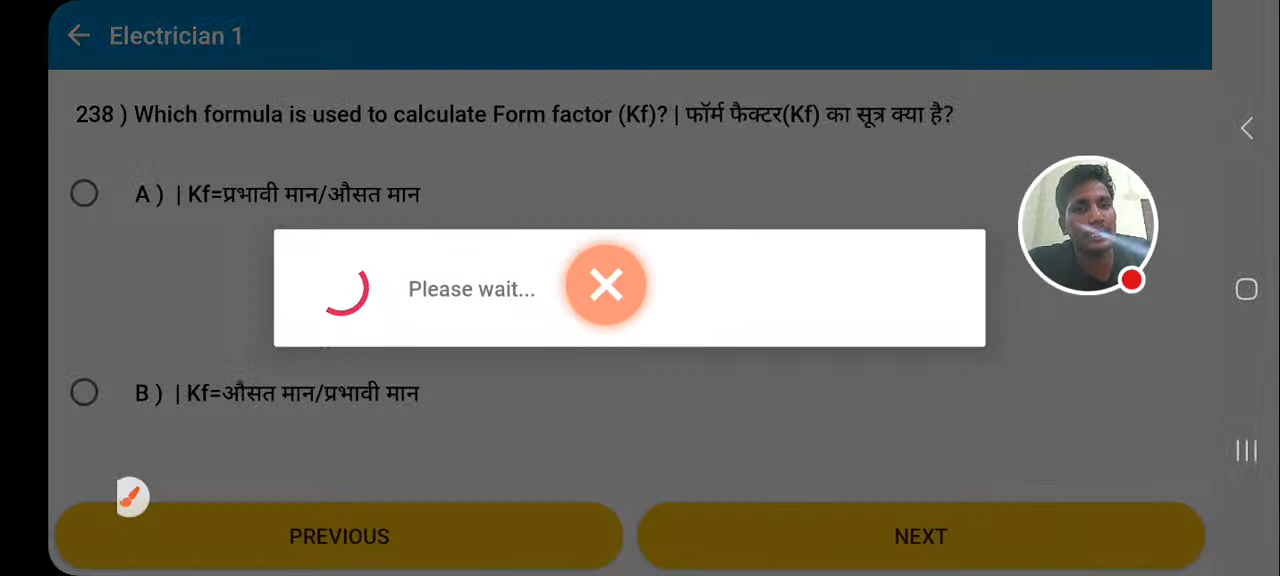 Electrician 1
238 ) Which formula is used to calculate Form factor (Kf)? | फॉर्म फैक्टर(Kf) का सूत्र क्या है?
A ) | Kf=प्रभावी मान/औसत मान
Please wait...
B ) | Kf=औसत मान/प्रभावी मान
PREVIOUS
NEXT